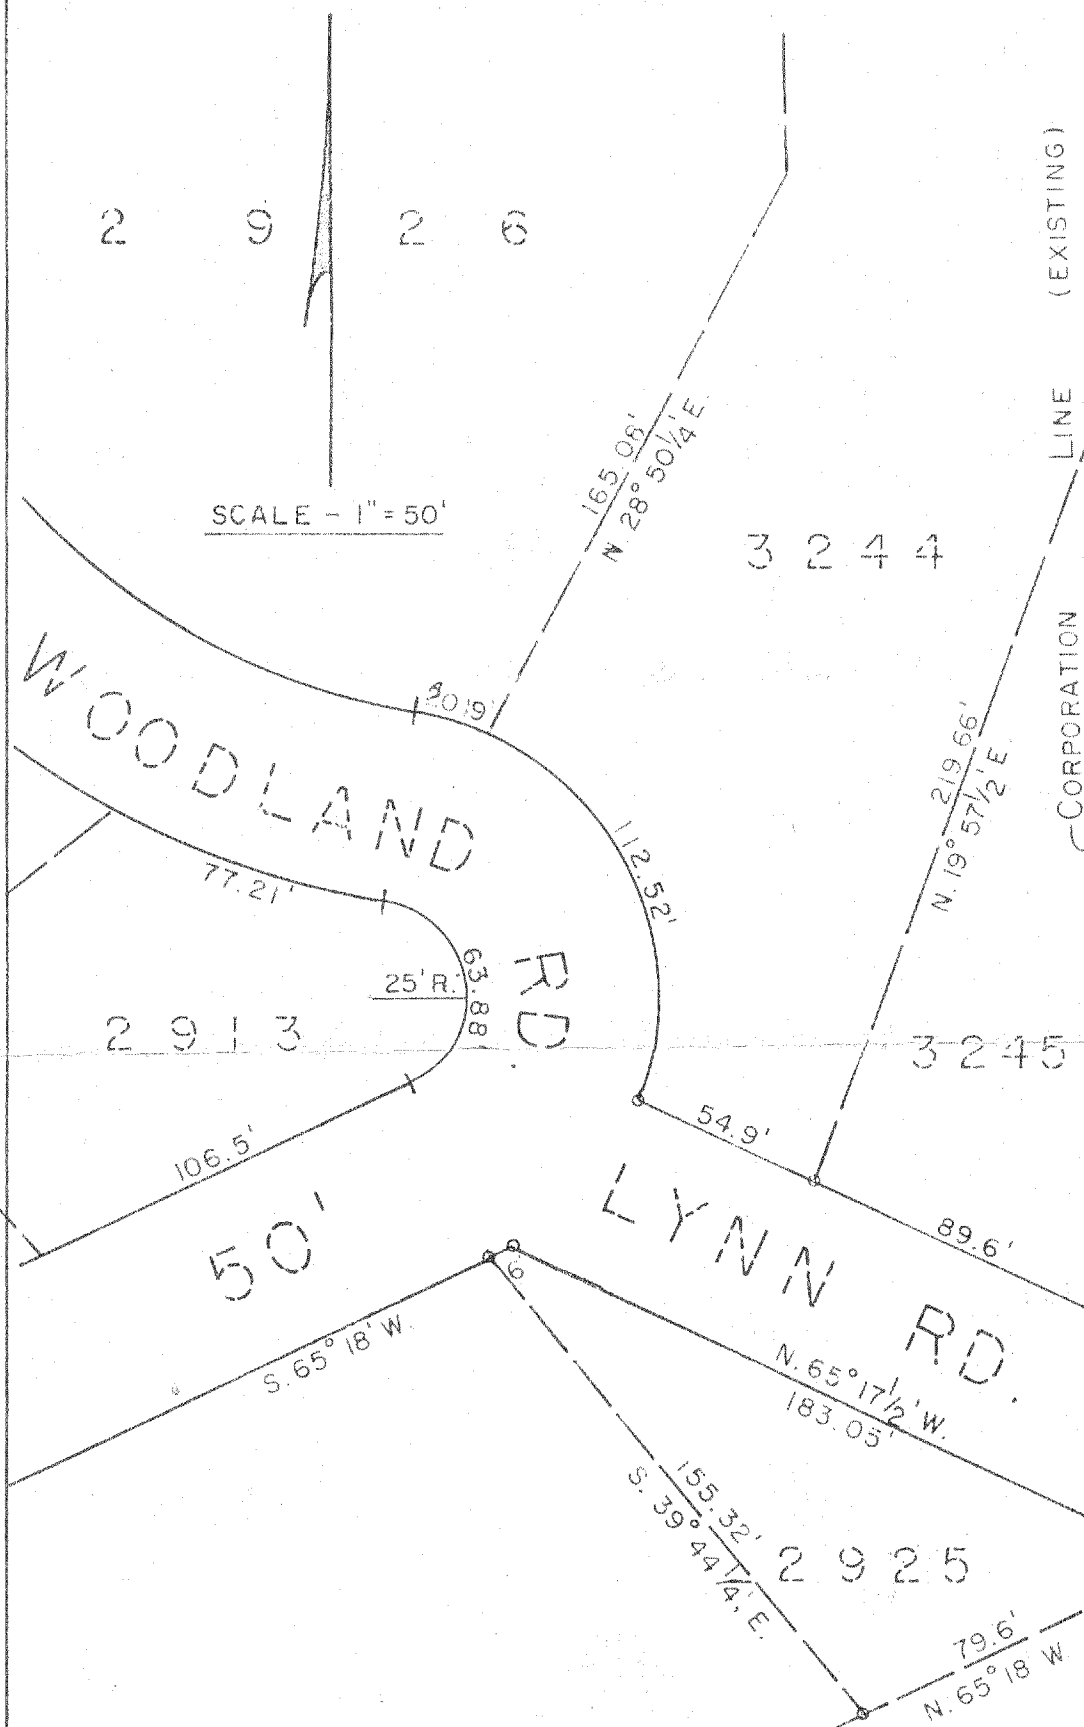 (EXISTING)
2 9 2 6
LINE
165.06'
N. 28° 50 1/4' E.
SCALE - 1" = 50'
3 2 4 4
CORPORATION
WOODLAND
219.66'
N. 19° 57 1/2' E
112.52'
77.21'
RD.
25' R.
63.88'
2 9 1 3
3 2 4 5
54.9'
106.5'
LYNN RD.
50'
89.6'
6
S. 65° 18' W.
N. 65° 17 1/2' W.
183.05'
155.32'
S. 39° 44 1/4' E.
2 9 2 5
79.6'
N. 65° 18 W